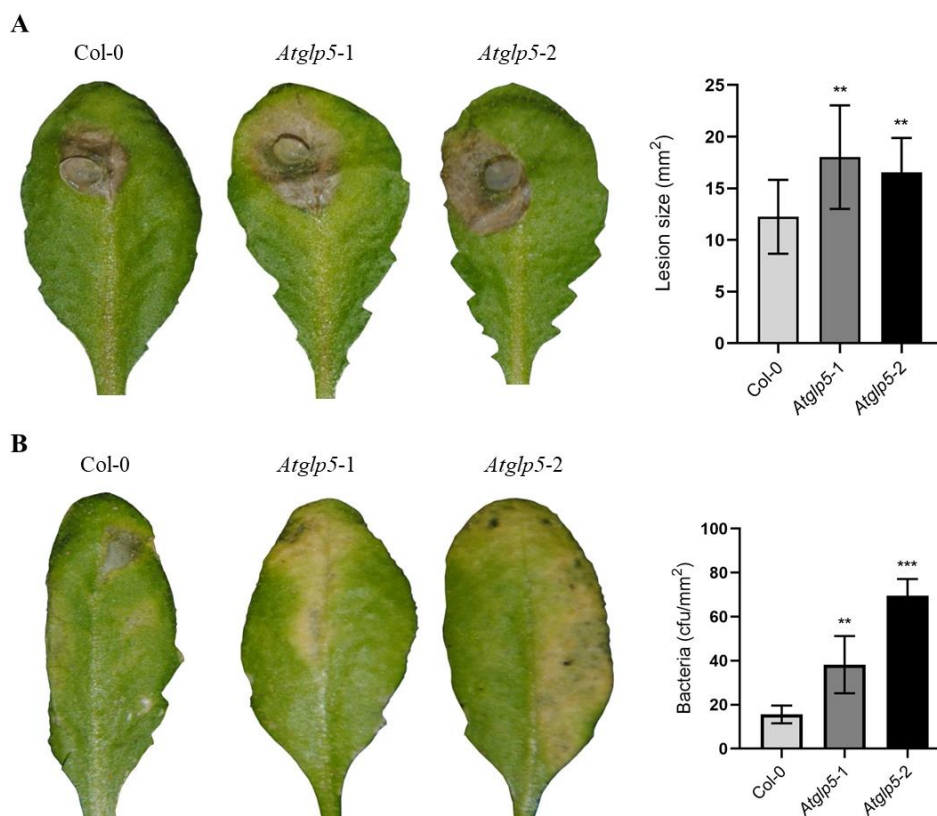 A
Col-0
Atglp5-1
Atglp5-2
Lesion size (mm²)
25
20
15
10
5
0
**
**
Col-0
Atglp5-1
Atglp5-2
B
Col-0
Atglp5-1
Atglp5-2
Bacteria (cfu/mm²)
100
80
60
40
20
0
**
***
Col-0
Atglp5-1
Atglp5-2